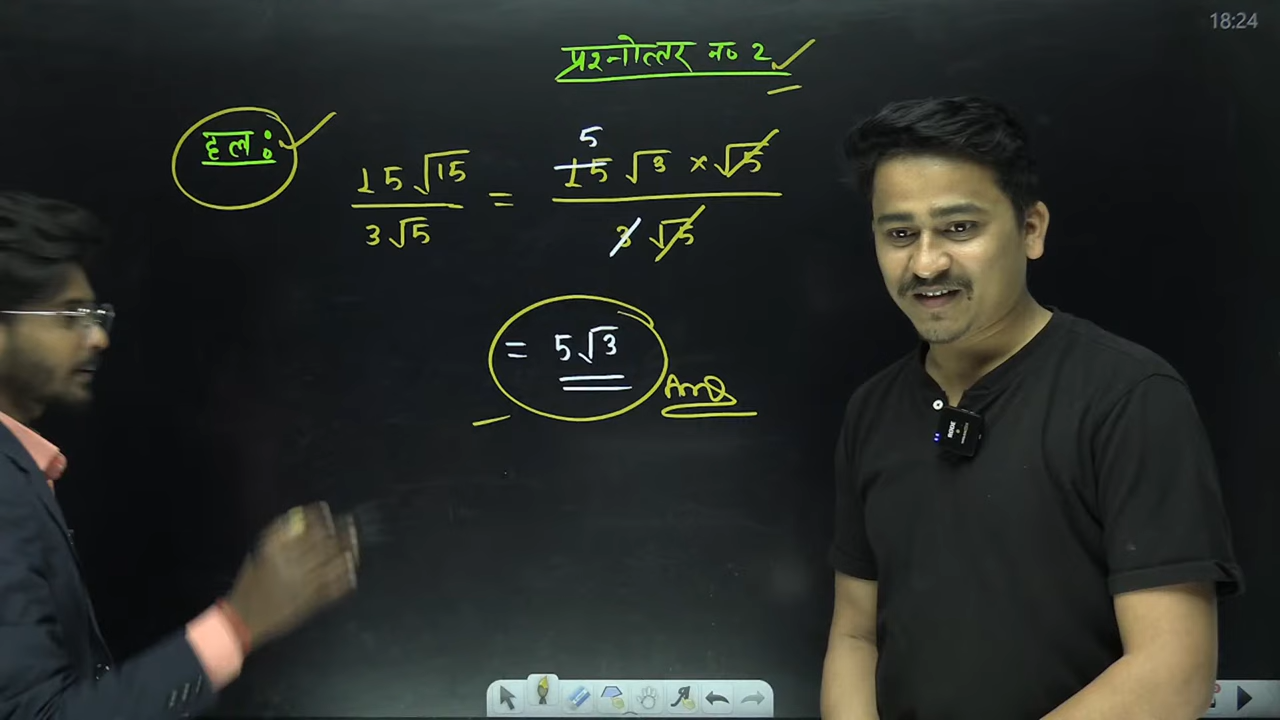 18:24
प्रश्नोत्तर न० 2
हल :
15√15 / 3√5 = 5 15√3 × √5 / 3√5
= 5√3 Ans
RODE